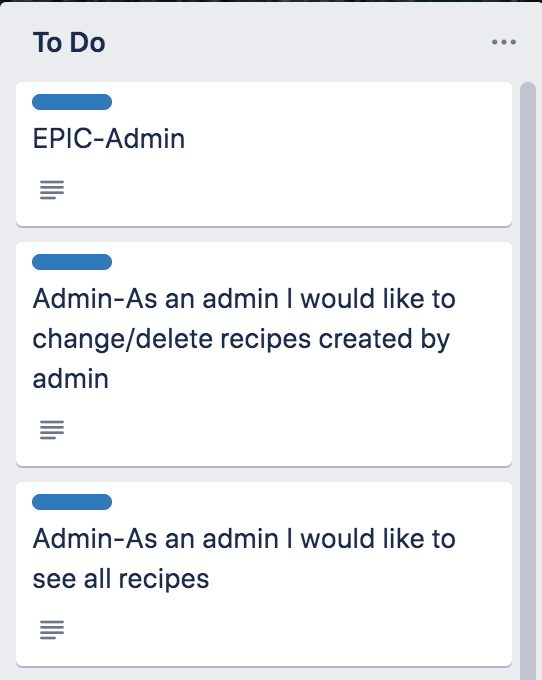 To Do
EPIC-Admin
Admin-As an admin I would like to
change/delete recipes created by
admin
Admin-As an admin I would like to
see all recipes